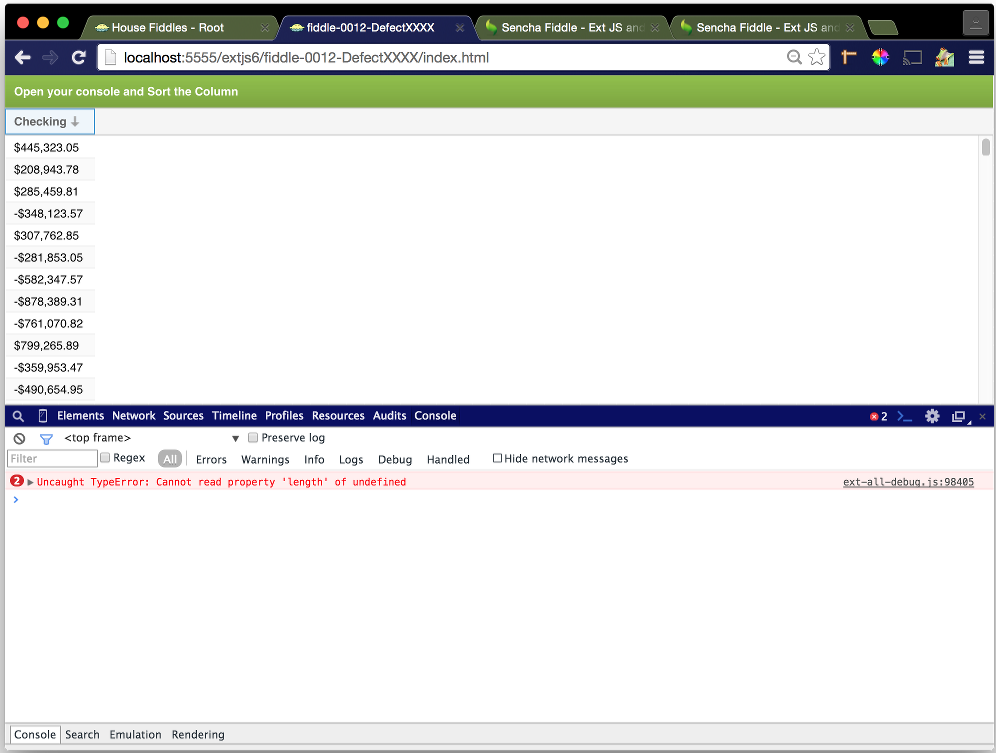 House Fiddles - Root
fiddle-0012-DefectXXXX
Sencha Fiddle - Ext JS and
Sencha Fiddle - Ext JS and
localhost:5555/extjs6/fiddle-0012-DefectXXXX/index.html
Open your console and Sort the Column
Checking
$445,323.05
$208,943.78
$285,459.81
-$348,123.57
$307,762.85
-$281,853.05
-$582,347.57
-$878,389.31
-$761,070.82
$799,265.89
-$359,953.47
-$490,654.95
Elements Network Sources Timeline Profiles Resources Audits Console 2
<top frame> Preserve log
Filter Regex All Errors Warnings Info Logs Debug Handled Hide network messages
2 Uncaught TypeError: Cannot read property 'length' of undefined ext-all-debug.js:98405
Console Search Emulation Rendering